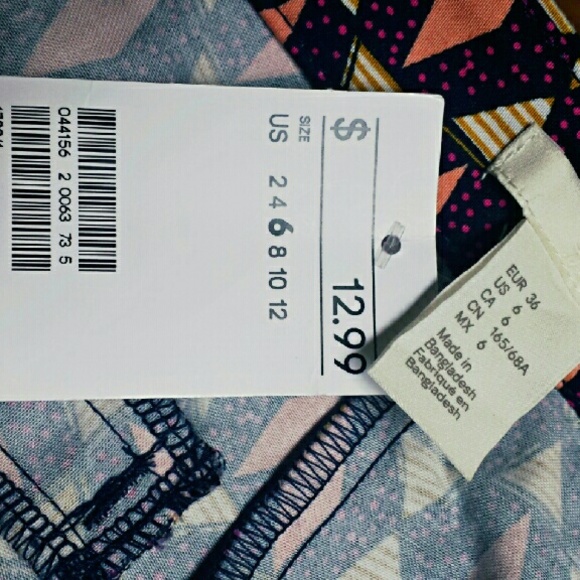 $ 12.99
SIZE
US 2 4 6 8 10 12
044156 2 0063 73 5
EUR 36
US 6
CA 6
CN 165/68A
MX 6
Made in
Bangladesh
Fabriqué en
Bangladesh